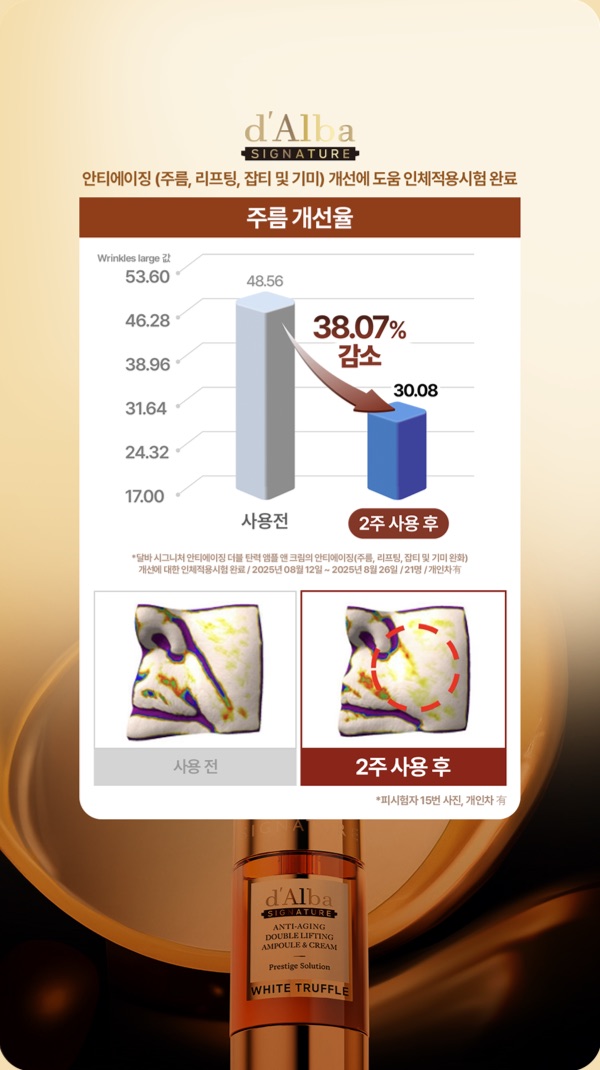 d'Alba
SIGNATURE
안티에이징 (주름, 리프팅, 잡티 및 기미) 개선에 도움 인체적용시험 완료
주름 개선율
Wrinkles large 값
53.60
46.28
38.96
31.64
24.32
17.00
48.56
38.07%
감소
30.08
사용전
2주 사용 후
*달바 시그니처 안티에이징 더블 탄력 앰플 앤 크림의 안티에이징(주름, 리프팅, 잡티 및 기미 완화)
개선에 대한 인체적용시험 완료 / 2025년 08월 12일 ~ 2025년 8월 26일 / 21명 / 개인차 有
사용 전
2주 사용 후
*피시험자 15번 사진, 개인차 有
d'Alba
SIGNATURE
ANTI-AGING
DOUBLE LIFTING
AMPOULE & CREAM
Prestige Solution
WHITE TRUFFLE